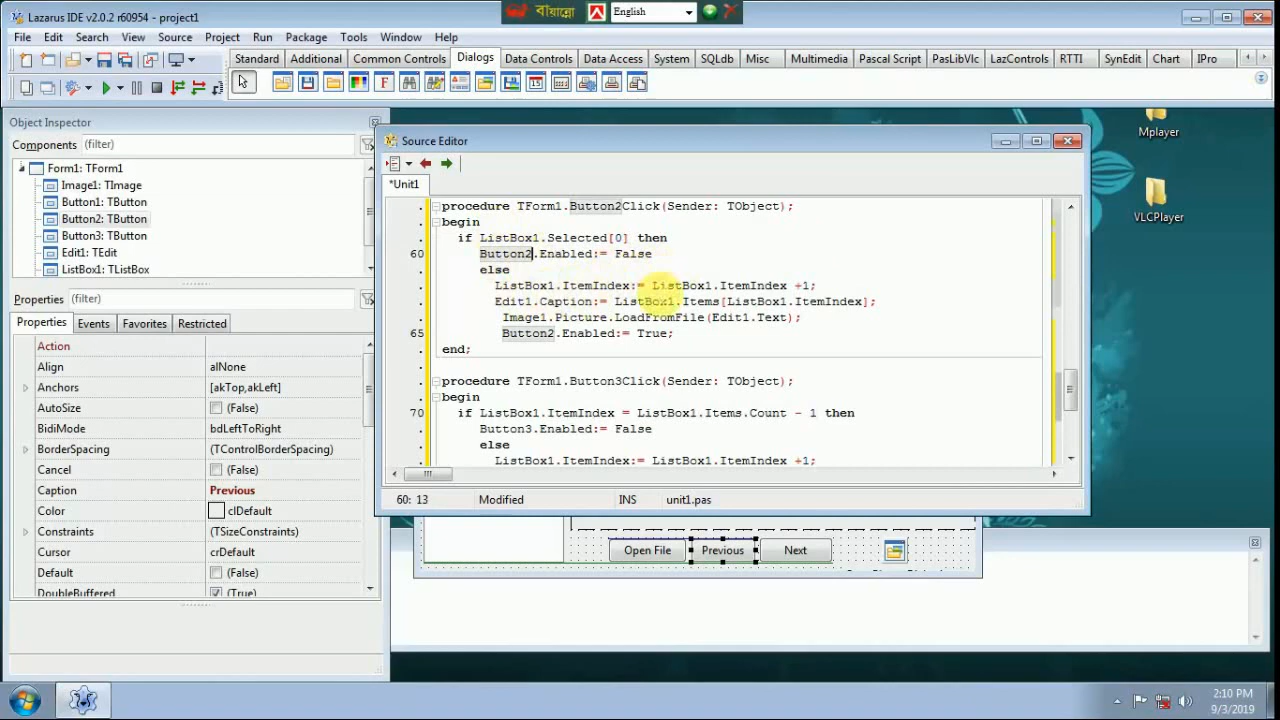 Lazarus IDE v2.0.2 r60954 - project1
বায়ান্নো English
File Edit Search View Source Project Run Package Tools Windows Help
Standard Additional Common Controls Dialogs Data Controls Data Access System SQLdb Misc Multimedia Pascal Script PasLibVlc LazControls RTTI SynEdit Chart IPro
Object Inspector
Components (filter)
Form1: TForm1
Image1: TImage
Button1: TButton
Button2: TButton
Button3: TButton
Edit1: TEdit
ListBox1: TListBox
Properties (filter)
Properties Events Favorites Restricted
Action
Align alNone
Anchors [akTop,akLeft]
AutoSize (False)
BidiMode bdLeftToRight
BorderSpacing (TControlBorderSpacing)
Cancel (False)
Caption Previous
Color clDefault
Constraints (TSizeConstraints)
Cursor crDefault
Default (False)
DoubleBuffered (True)
Source Editor
*Unit1
procedure TForm1.Button2Click(Sender: TObject);
begin
if ListBox1.Selected[0] then
60 Button2.Enabled:= False
else
ListBox1.ItemIndex:= ListBox1.ItemIndex +1;
Edit1.Caption:= ListBox1.Items[ListBox1.ItemIndex];
Image1.Picture.LoadFromFile(Edit1.Text);
65 Button2.Enabled:= True;
end;
procedure TForm1.Button3Click(Sender: TObject);
begin
70 if ListBox1.ItemIndex = ListBox1.Items.Count - 1 then
Button3.Enabled:= False
else
ListBox1.ItemIndex:= ListBox1.ItemIndex +1;
60: 13 Modified INS unit1.pas
Open File Previous Next
Mplayer
VLCPlayer
2:10 PM
9/3/2019